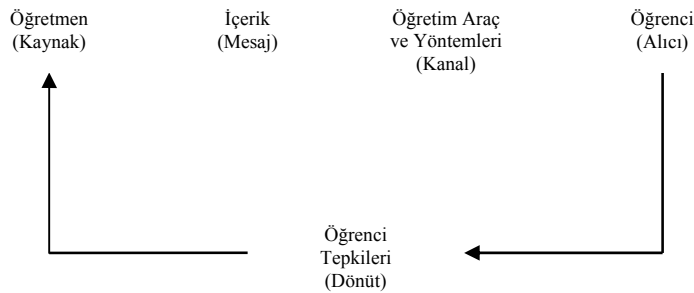 Öğretmen
(Kaynak)
İçerik
(Mesaj)
Öğretim Araç
ve Yöntemleri
(Kanal)
Öğrenci
(Alıcı)
Öğrenci
Tepkileri
(Dönüt)